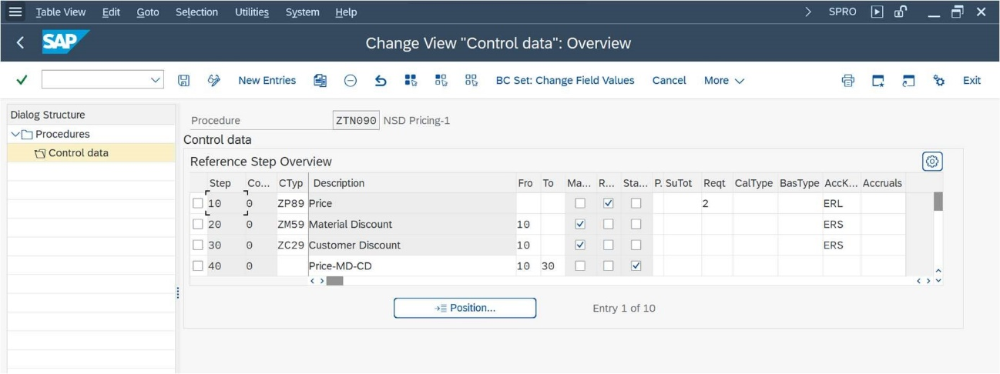 Table View Edit Goto Selection Utilities System Help SPRO
SAP Change View "Control data": Overview
New Entries BC Set: Change Field Values Cancel More Exit
Dialog Structure
Procedures
Control data
Procedure ZTN090 NSD Pricing-1
Control data
Reference Step Overview
Step Co... CTyp Description Fro To Ma... R... Sta... P. SuTot Reqt CalType BasType AccK... Accruals
10 0 ZP89 Price 2 ERL
20 0 ZM59 Material Discount 10 ERS
30 0 ZC29 Customer Discount 10 ERS
40 0 Price-MD-CD 10 30
Position... Entry 1 of 10